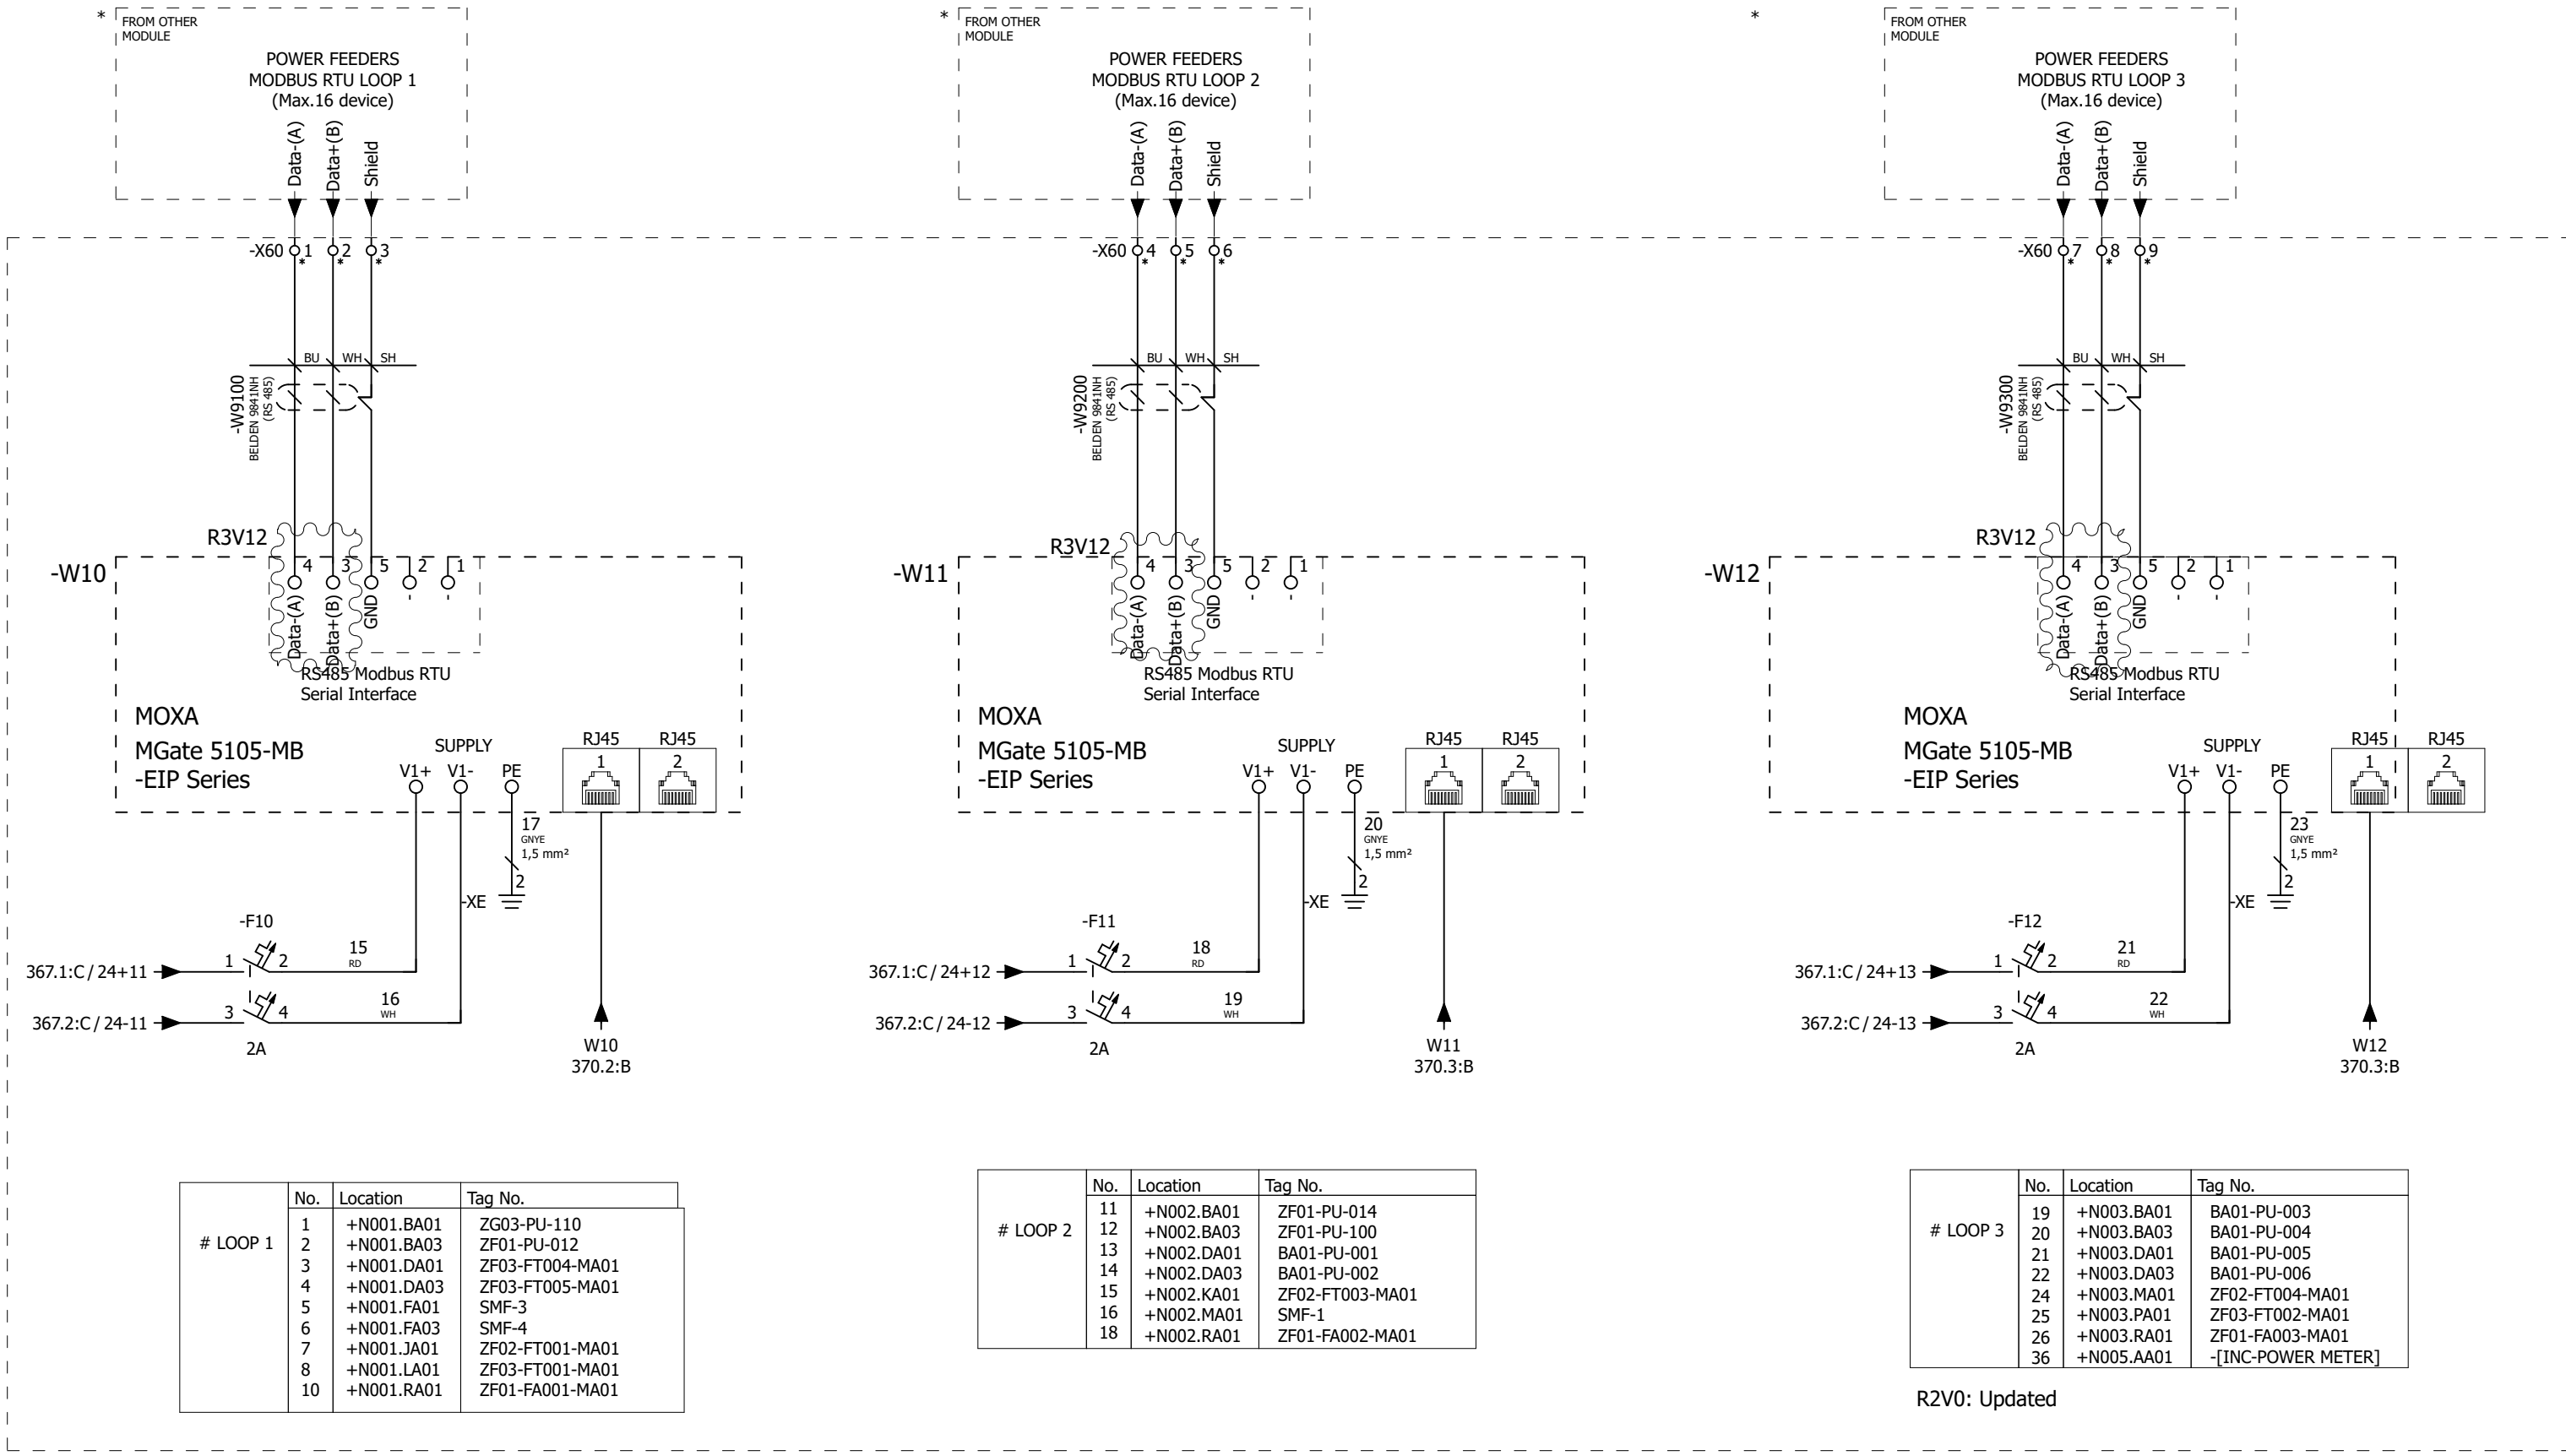 * FROM OTHER
MODULE
POWER FEEDERS
MODBUS RTU LOOP 1
(Max.16 device)
Data-(A)
Data+(B)
Shield
-X60 1 * 2 * 3
BU WH SH
-W9100
BELDEN 9841NH
(RS 485)
R3V12
-W10
4 3 5 2 1
Data-(A)
Data+(B)
GND
-
-
RS485 Modbus RTU
Serial Interface
MOXA
MGate 5105-MB
-EIP Series
SUPPLY
V1+ V1- PE
RJ45 RJ45
1 2
17
GNYE
1,5 mm²
2
-XE
-F10
367.1:C / 24+11 1 2 15
RD
367.2:C / 24-11 3 4 16
WH
2A
W10
370.2:B
# LOOP 1
No. Location Tag No.
1 +N001.BA01 ZG03-PU-110
2 +N001.BA03 ZF01-PU-012
3 +N001.DA01 ZF03-FT004-MA01
4 +N001.DA03 ZF03-FT005-MA01
5 +N001.FA01 SMF-3
6 +N001.FA03 SMF-4
7 +N001.JA01 ZF02-FT001-MA01
8 +N001.LA01 ZF03-FT001-MA01
10 +N001.RA01 ZF01-FA001-MA01
* FROM OTHER
MODULE
POWER FEEDERS
MODBUS RTU LOOP 2
(Max.16 device)
Data-(A)
Data+(B)
Shield
-X60 4 * 5 * 6
BU WH SH
-W9200
BELDEN 9841NH
(RS 485)
R3V12
-W11
4 3 5 2 1
Data-(A)
Data+(B)
GND
-
-
RS485 Modbus RTU
Serial Interface
MOXA
MGate 5105-MB
-EIP Series
SUPPLY
V1+ V1- PE
RJ45 RJ45
1 2
20
GNYE
1,5 mm²
2
-XE
-F11
367.1:C / 24+12 1 2 18
RD
367.2:C / 24-12 3 4 19
WH
2A
W11
370.3:B
# LOOP 2
No. Location Tag No.
11 +N002.BA01 ZF01-PU-014
12 +N002.BA03 ZF01-PU-100
13 +N002.DA01 BA01-PU-001
14 +N002.DA03 BA01-PU-002
15 +N002.KA01 ZF02-FT003-MA01
16 +N002.MA01 SMF-1
18 +N002.RA01 ZF01-FA002-MA01
* FROM OTHER
MODULE
POWER FEEDERS
MODBUS RTU LOOP 3
(Max.16 device)
Data-(A)
Data+(B)
Shield
-X60 7 * 8 * 9
BU WH SH
-W9300
BELDEN 9841NH
(RS 485)
R3V12
-W12
4 3 5 2 1
Data-(A)
Data+(B)
GND
-
-
RS485 Modbus RTU
Serial Interface
MOXA
MGate 5105-MB
-EIP Series
SUPPLY
V1+ V1- PE
RJ45 RJ45
1 2
23
GNYE
1,5 mm²
2
-XE
-F12
367.1:C / 24+13 1 2 21
RD
367.2:C / 24-13 3 4 22
WH
2A
W12
370.3:B
# LOOP 3
No. Location Tag No.
19 +N003.BA01 BA01-PU-003
20 +N003.BA03 BA01-PU-004
21 +N003.DA01 BA01-PU-005
22 +N003.DA03 BA01-PU-006
24 +N003.MA01 ZF02-FT004-MA01
25 +N003.PA01 ZF03-FT002-MA01
26 +N003.RA01 ZF01-FA003-MA01
36 +N005.AA01 -[INC-POWER METER]
R2V0: Updated